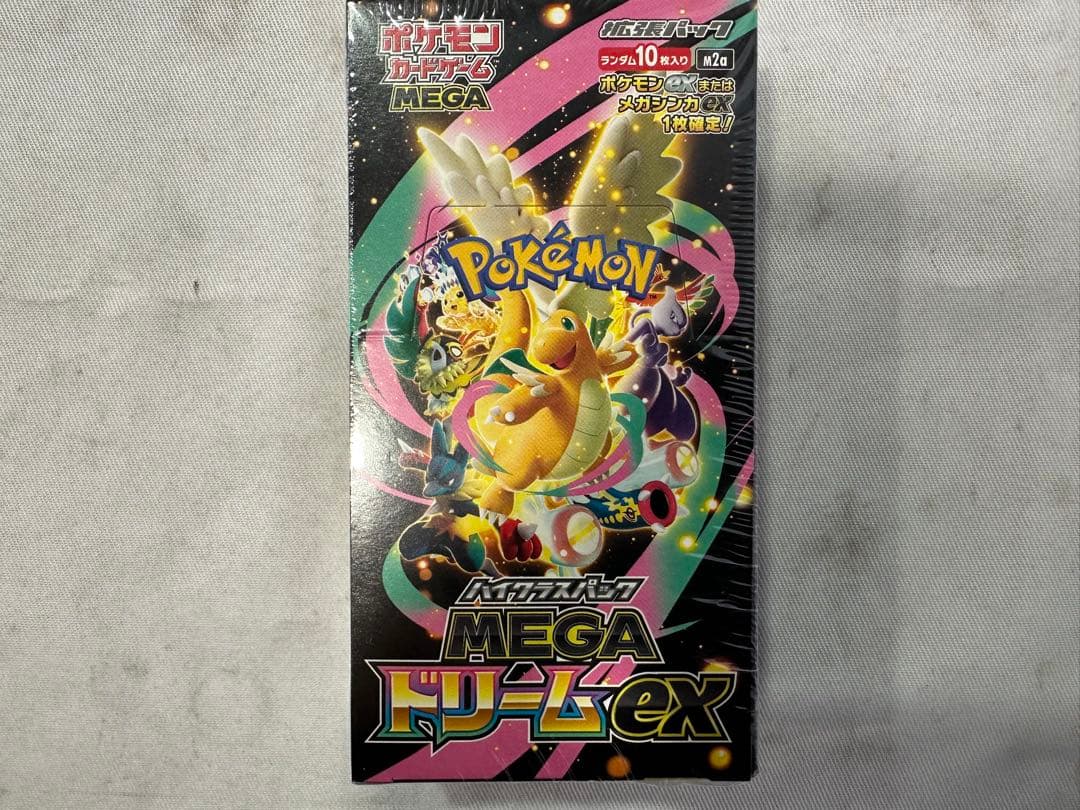 ポケモン
カードゲーム
MEGA
拡張パック
ランダム10枚入り M2a
ポケモンexまたは
メガシンカex
1枚確定!
POKéMON
TM
ハイクラスパック
MEGA
ドリームex